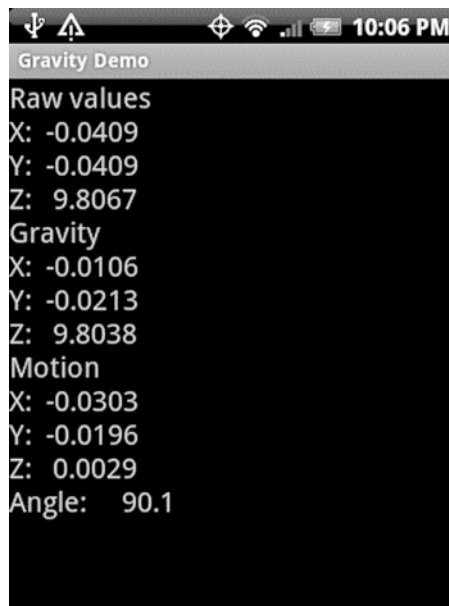 10:06 PM
Gravity Demo
Raw values
X: -0.0409
Y: -0.0409
Z: 9.8067
Gravity
X: -0.0106
Y: -0.0213
Z: 9.8038
Motion
X: -0.0303
Y: -0.0196
Z: 0.0029
Angle: 90.1